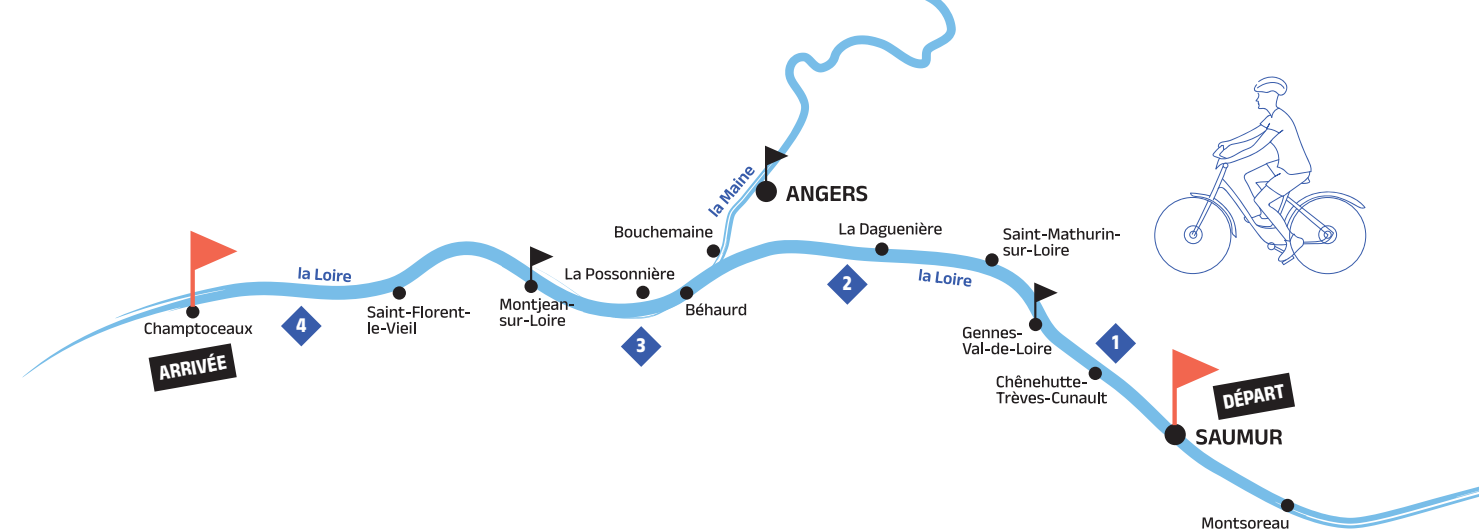 la Maine
ANGERS
Bouchemaine
La Daguenière
Saint-Mathurin-
sur-Loire
la Loire
La Possonnière
la Loire
2
Champtoceaux
4
Saint-Florent-
le-Vieil
Montjean-
sur-Loire
Béhaurd
3
Gennes-
Val-de-Loire
1
ARRIVÉE
Chênehutte-
Trèves-Cunault
DÉPART
SAUMUR
Montsoreau